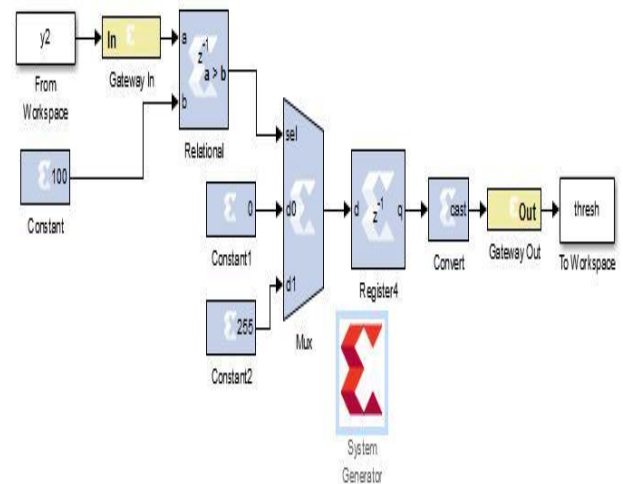 y2
From
Workspace
In
Gateway In
a
b
z-1
a > b
Relational
100
Constant
sel
d0
d1
Mux
0
Constant1
255
Constant2
d
z-1
q
Register4
cast
Convert
Out
Gateway Out
thresh
To Workspace
System
Generator